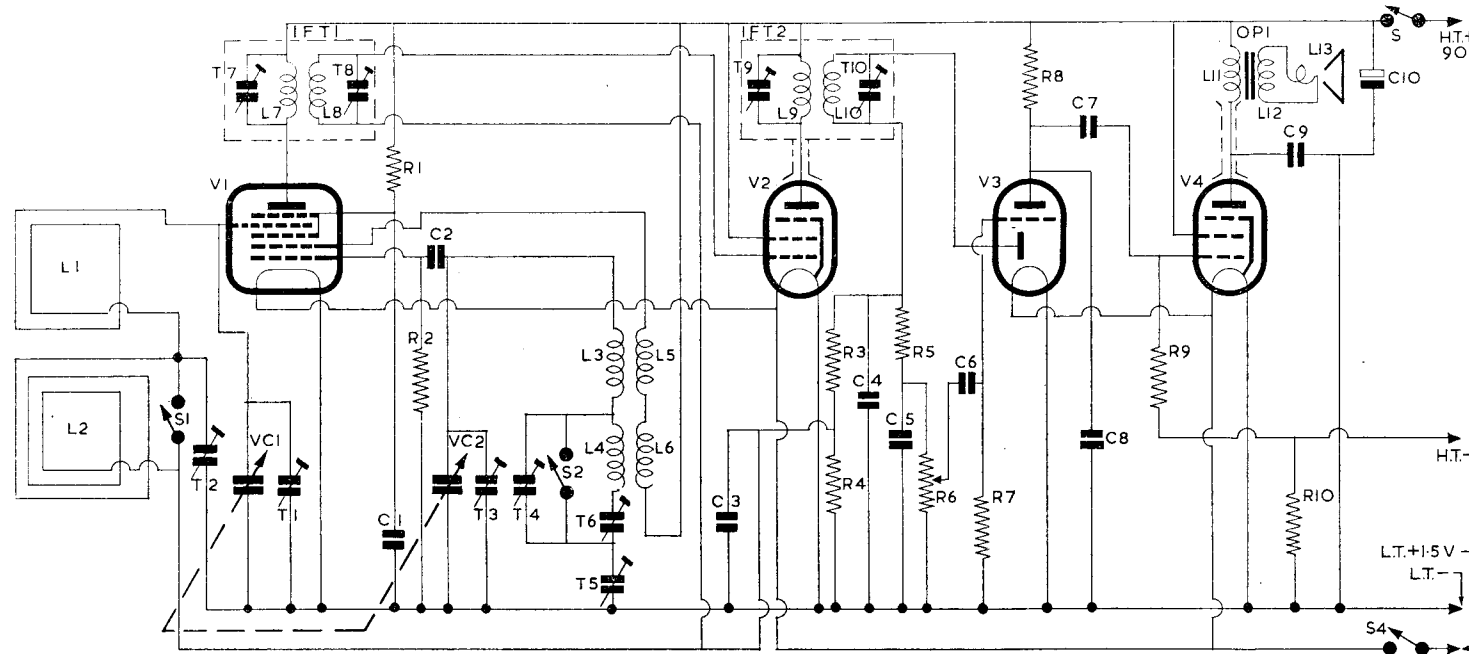 IFT1
IFT2
OP1
S
H.T.+
90
T7
T8
L7
L8
R1
T9
T10
L9
L10
R8
C7
L11
L12
L13
C10
C9
V1
V2
V3
V4
C2
L1
L2
S1
T2
VC1
T1
C1
R2
VC2
T3
T4
S2
L3
L5
L4
L6
T6
T5
C3
R3
R4
C4
R5
C5
C6
R6
R7
C8
R9
R10
H.T.-
L.T.+1·5 V -
L.T.-
S4